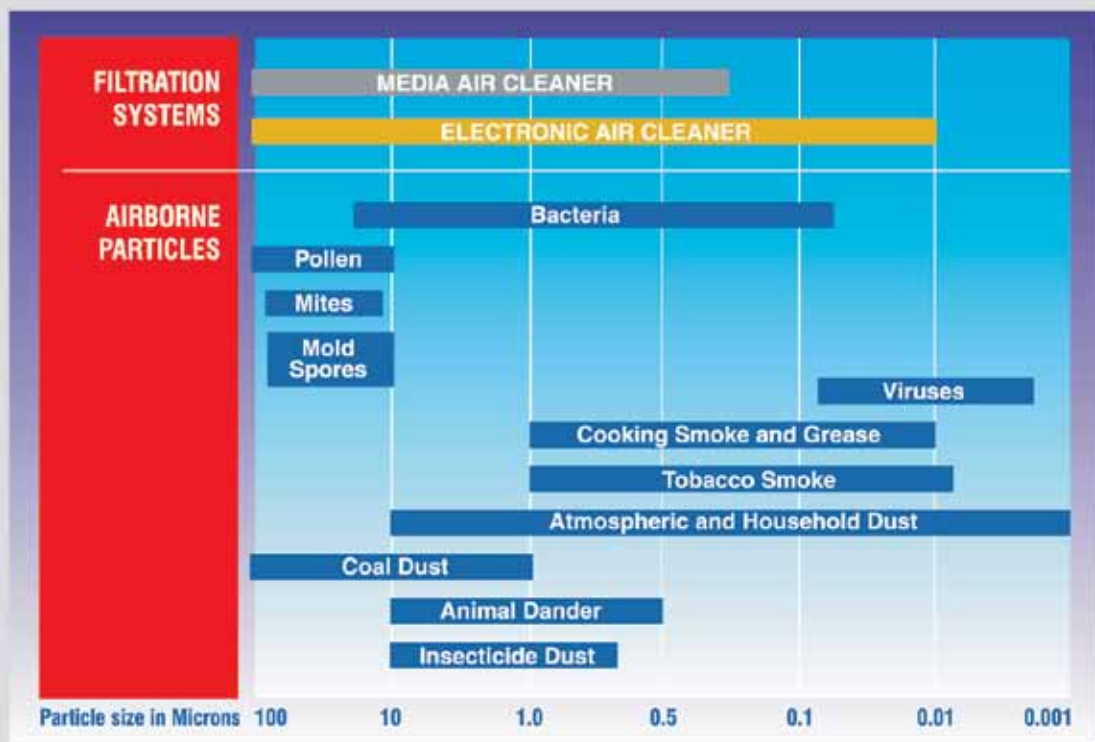 FILTRATION
SYSTEMS
MEDIA AIR CLEANER
ELECTRONIC AIR CLEANER
AIRBORNE
PARTICLES
Bacteria
Pollen
Mites
Mold
Spores
Viruses
Cooking Smoke and Grease
Tobacco Smoke
Atmospheric and Household Dust
Coal Dust
Animal Dander
Insecticide Dust
Particle size in Microns 100 10 1.0 0.5 0.1 0.01 0.001